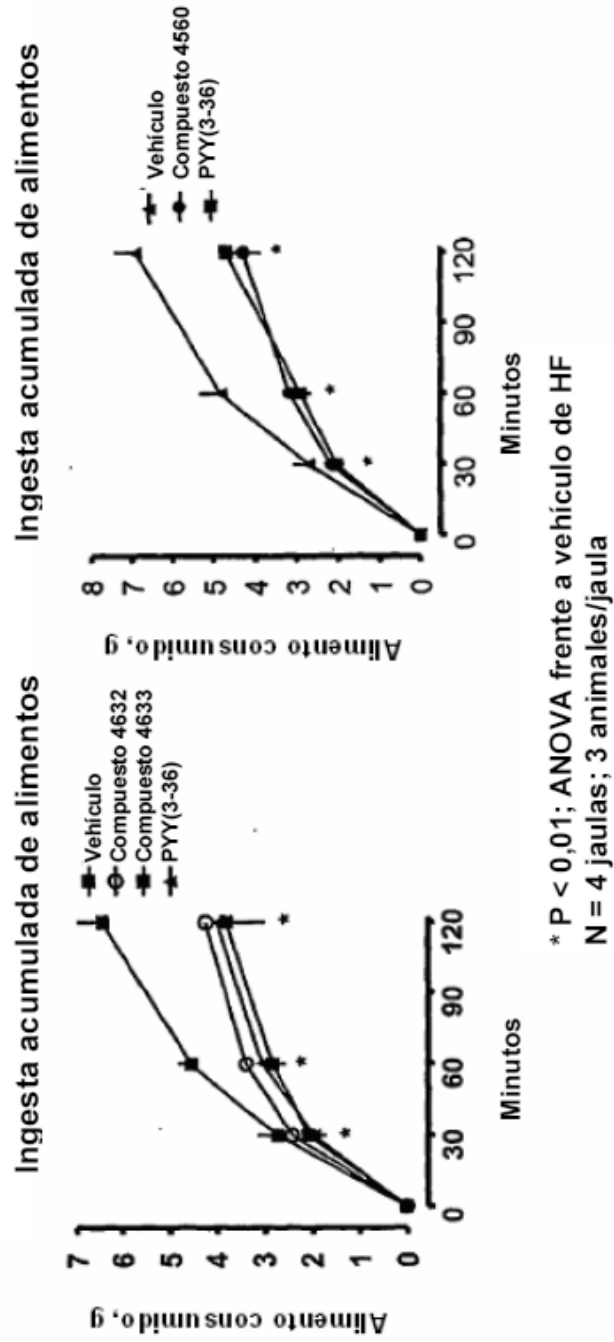 Ingesta acumulada de alimentos
Vehículo
Compuesto 4632
Compuesto 4633
PYY(3-36)
Alimento consumido, g
7
6
5
4
3
2
1
0
0 30 60 90 120
Minutos
* * *
Ingesta acumulada de alimentos
Vehículo
Compuesto 4560
PYY(3-36)
Alimento consumido, g
8
7
6
5
4
3
2
1
0
0 30 60 90 120
Minutos
* * *
* P < 0,01; ANOVA frente a vehículo de HF
N = 4 jaulas; 3 animales/jaula